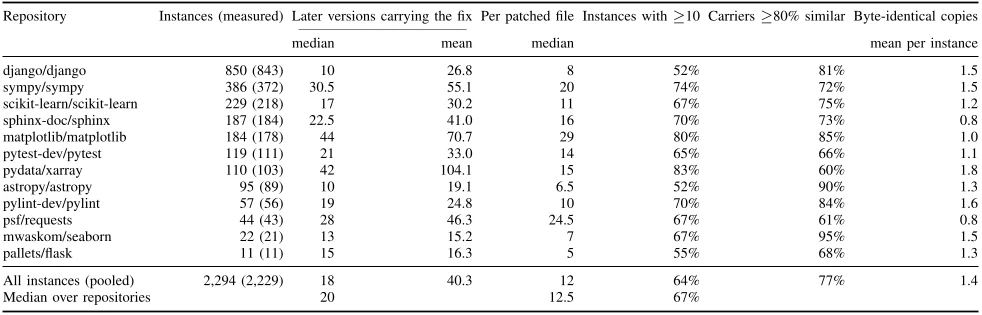 Repository Instances (measured) Later versions carrying the fix Per patched file Instances with ≥10 Carriers ≥80% similar Byte-identical copies
median mean median mean per instance
django/django 850 (843) 10 26.8 8 52% 81% 1.5
sympy/sympy 386 (372) 30.5 55.1 20 74% 72% 1.5
scikit-learn/scikit-learn 229 (218) 17 30.2 11 67% 75% 1.2
sphinx-doc/sphinx 187 (184) 22.5 41.0 16 70% 73% 0.8
matplotlib/matplotlib 184 (178) 44 70.7 29 80% 85% 1.0
pytest-dev/pytest 119 (111) 21 33.0 14 65% 66% 1.1
pydata/xarray 110 (103) 42 104.1 15 83% 60% 1.8
astropy/astropy 95 (89) 10 19.1 6.5 52% 90% 1.3
pylint-dev/pylint 57 (56) 19 24.8 10 70% 84% 1.6
psf/requests 44 (43) 28 46.3 24.5 67% 61% 0.8
mwaskom/seaborn 22 (21) 13 15.2 7 67% 95% 1.5
pallets/flask 11 (11) 15 16.3 5 55% 68% 1.3
All instances (pooled) 2,294 (2,229) 18 40.3 12 64% 77% 1.4
Median over repositories 20 12.5 67%